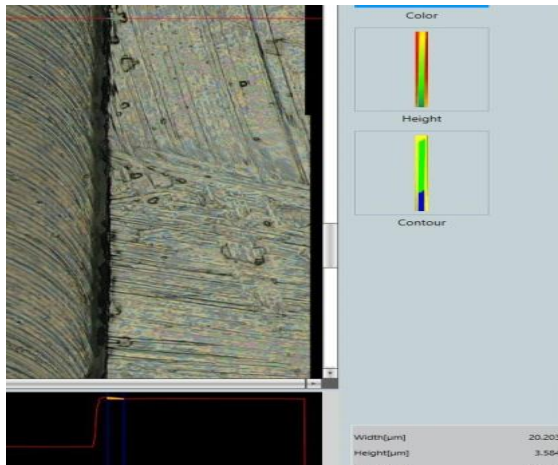 Color
Height
Contour
Width[μm] 20.203
Height[μm] 3.584